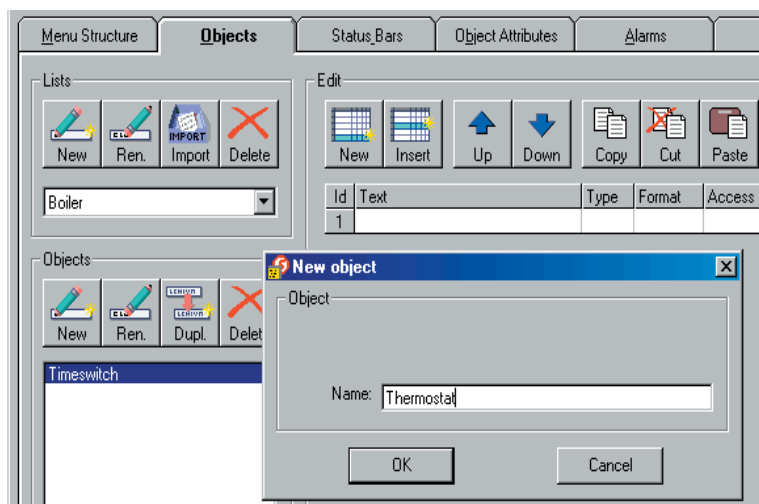 Menu Structure Objects Status_Bars Object Attributes Alarms
Lists
New Ren. Import Delete
IMPORT
Boiler
Edit
New Insert Up Down Copy Cut Paste
Id Text Type Format Access
1
Objects
New Ren. Dupl. Delet
Timeswitch
New object
Object
Name: Thermostat
OK Cancel